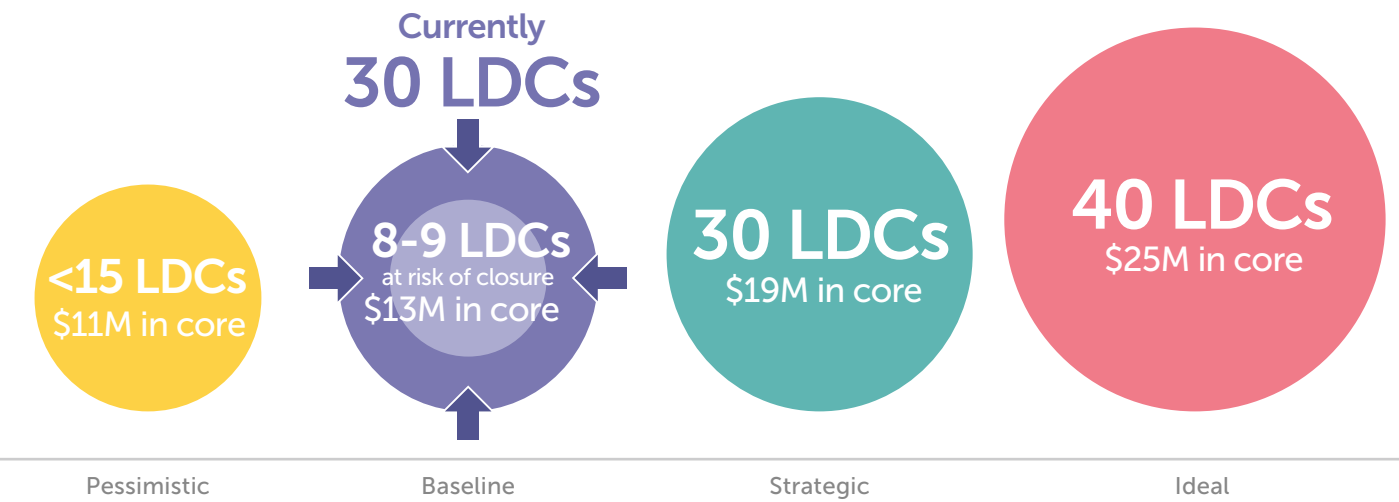 Currently
30 LDCs
<15 LDCs
$11M in core
8-9 LDCs
at risk of closure
$13M in core
30 LDCs
$19M in core
40 LDCs
$25M in core
Pessimistic
Baseline
Strategic
Ideal